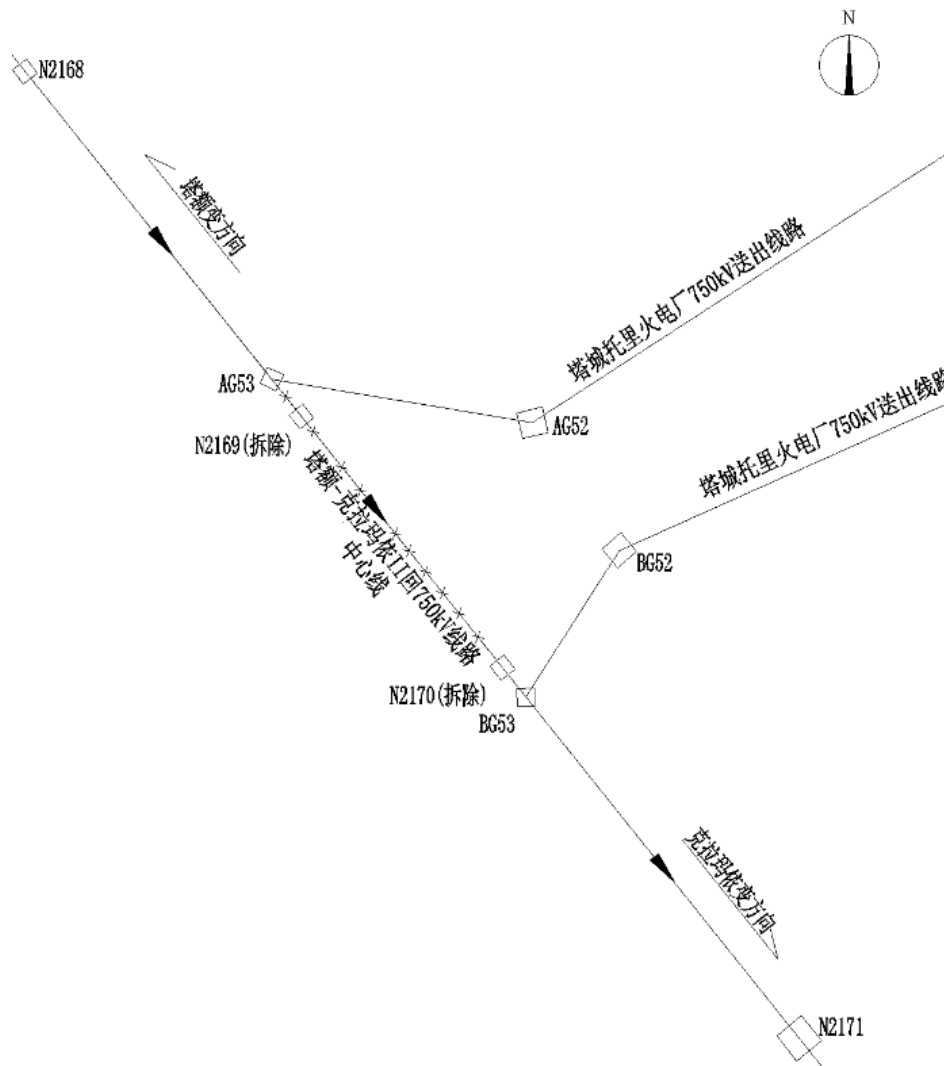 N
N2168
塔额变方向
塔城托里火电厂750kV送出线路
AG53
AG52
N2169(拆除)
塔城托里火电厂750kV送出线路
塔额-克拉玛依II回750kV线路
中心线
BG52
N2170(拆除)
BG53
克拉玛依变方向
N2171